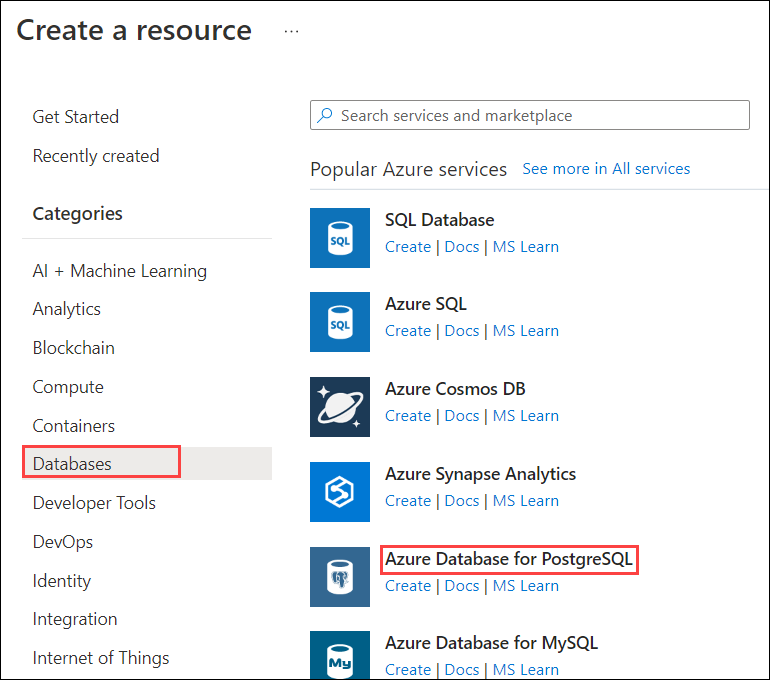 Create a resource ...
Get Started
Recently created
Categories
AI + Machine Learning
Analytics
Blockchain
Compute
Containers
Databases
Developer Tools
DevOps
Identity
Integration
Internet of Things
Search services and marketplace
Popular Azure services See more in All services
SQL
SQL Database
Create | Docs | MS Learn
SQL
Azure SQL
Create | Docs | MS Learn
Azure Cosmos DB
Create | Docs | MS Learn
Azure Synapse Analytics
Create | Docs | MS Learn
Azure Database for PostgreSQL
Create | Docs | MS Learn
My
Azure Database for MySQL
Create | Docs | MS Learn